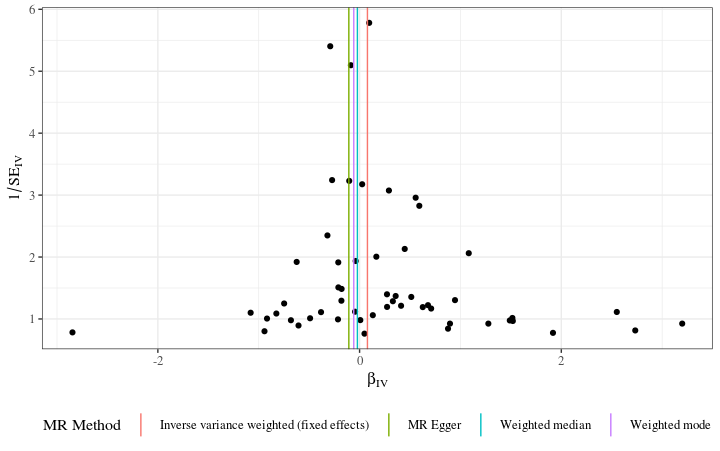 6
5
4
3
2
1
1/SE_IV
-2 0 2
β_IV
MR Method Inverse variance weighted (fixed effects) MR Egger Weighted median Weighted mode